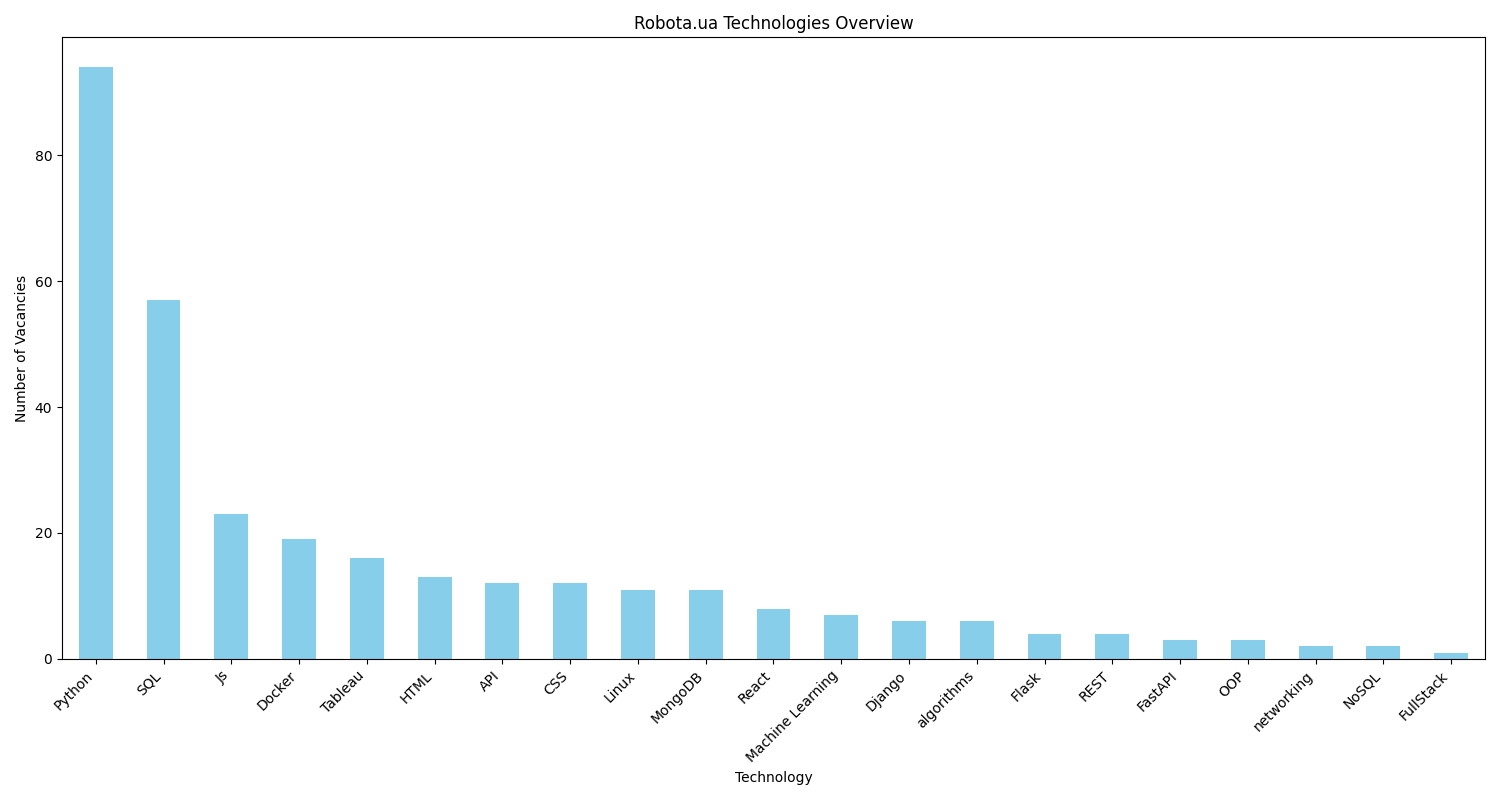 Robota.ua Technologies Overview
Number of Vacancies
80
60
40
20
0
Python
SQL
Js
Docker
Tableau
HTML
API
CSS
Linux
MongoDB
React
Machine Learning
Django
algorithms
Flask
REST
FastAPI
OOP
networking
NoSQL
FullStack
Technology